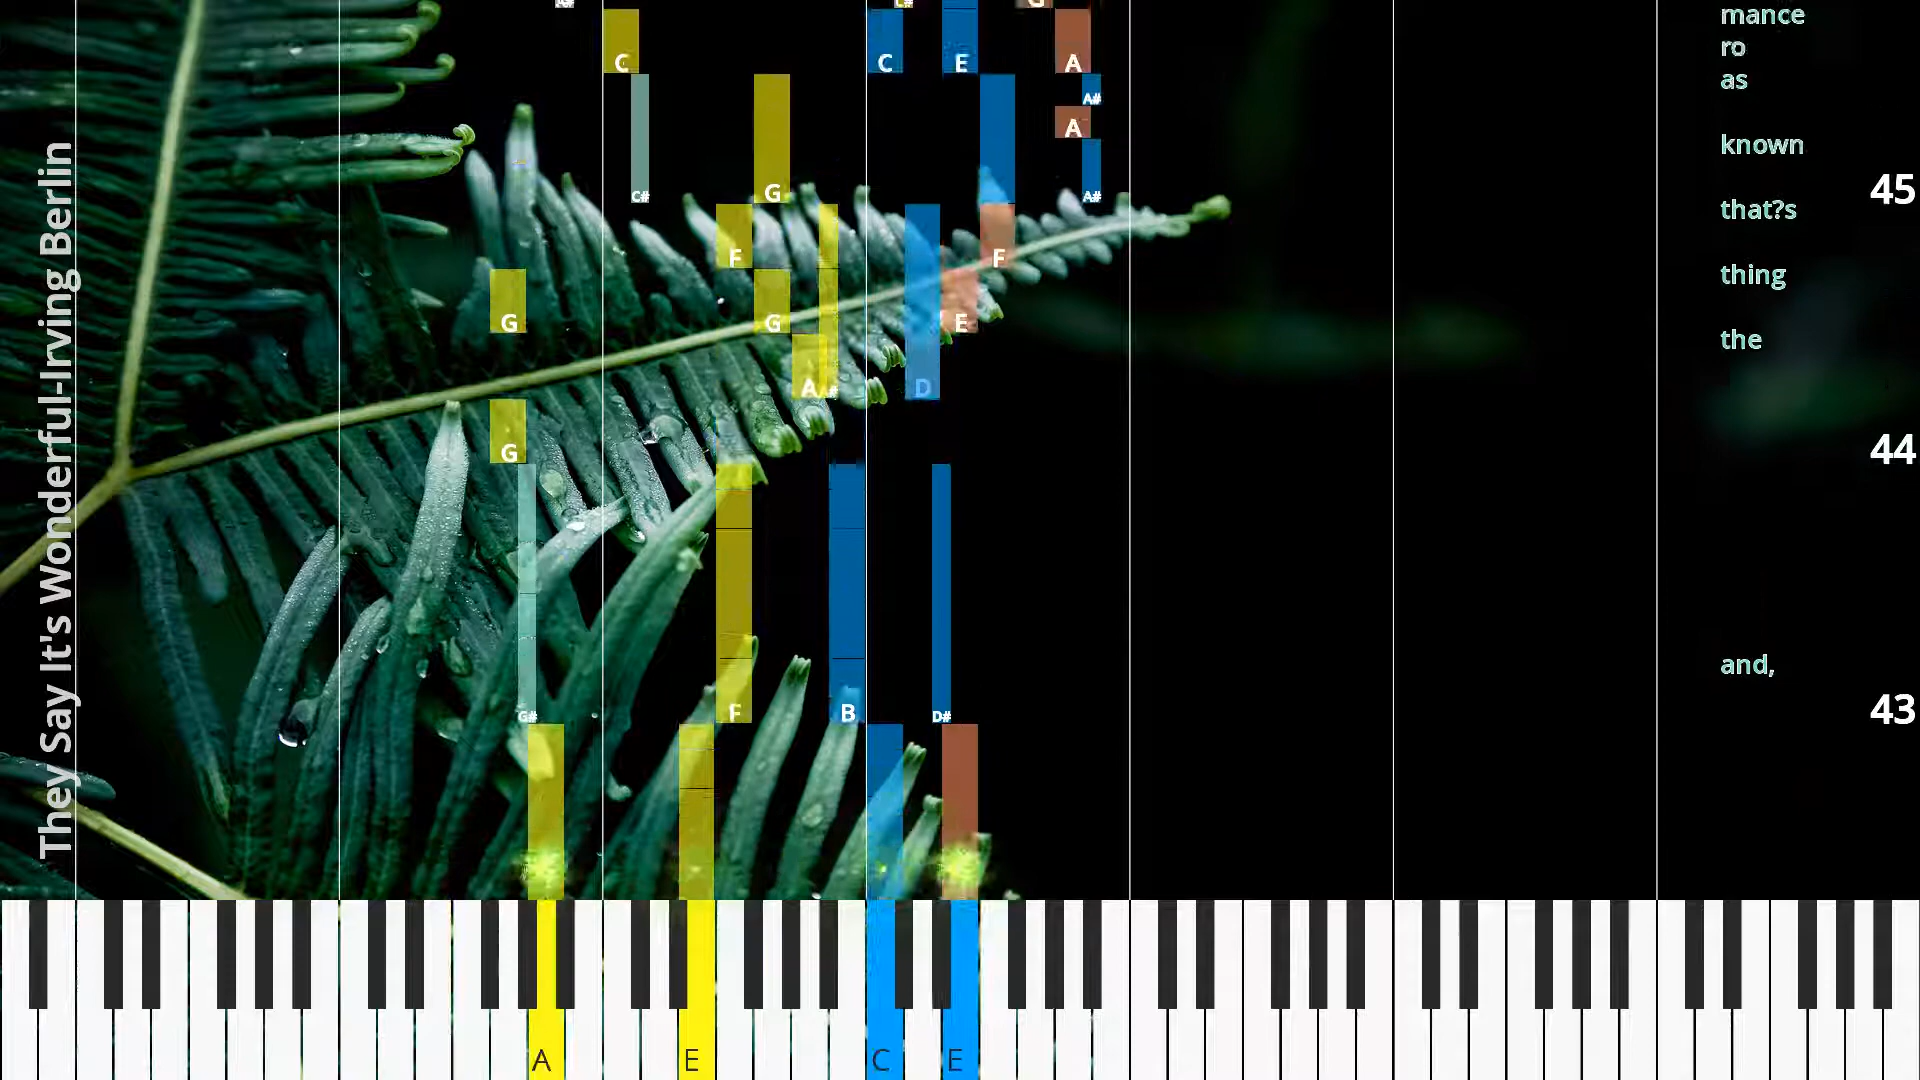 They Say It's Wonderful-Irving Berlin
mance
ro
as
known
that?s
thing
the
and,
45
44
43
G
C
C
E
A
A#
A
C#
G
A#
F
F
G
G
E
A
A#
D
G
G#
F
B
D#
A
E
C
E